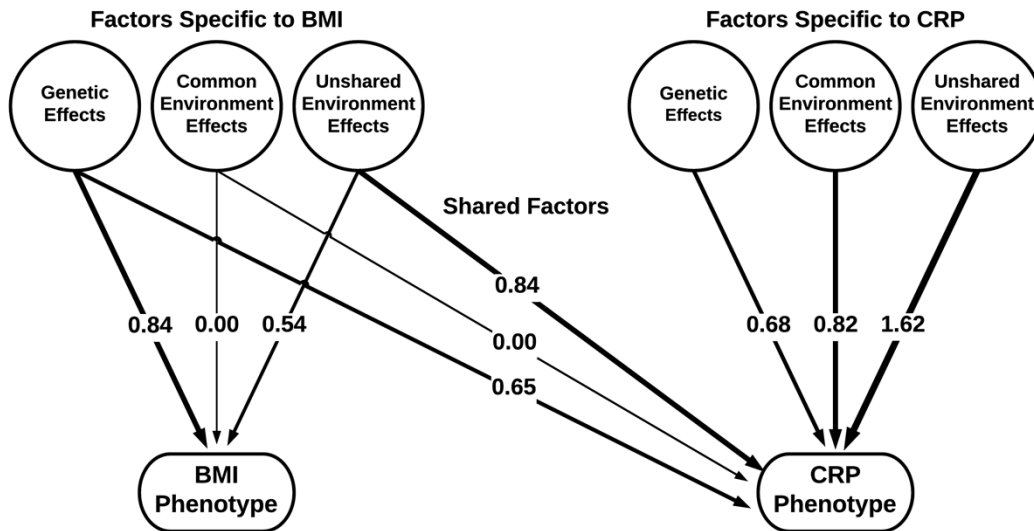 Factors Specific to BMI
Factors Specific to CRP
Genetic
Effects
Common
Environment
Effects
Unshared
Environment
Effects
Genetic
Effects
Common
Environment
Effects
Unshared
Environment
Effects
Shared Factors
0.84
0.00
0.54
0.84
0.00
0.65
0.68
0.82
1.62
BMI
Phenotype
CRP
Phenotype